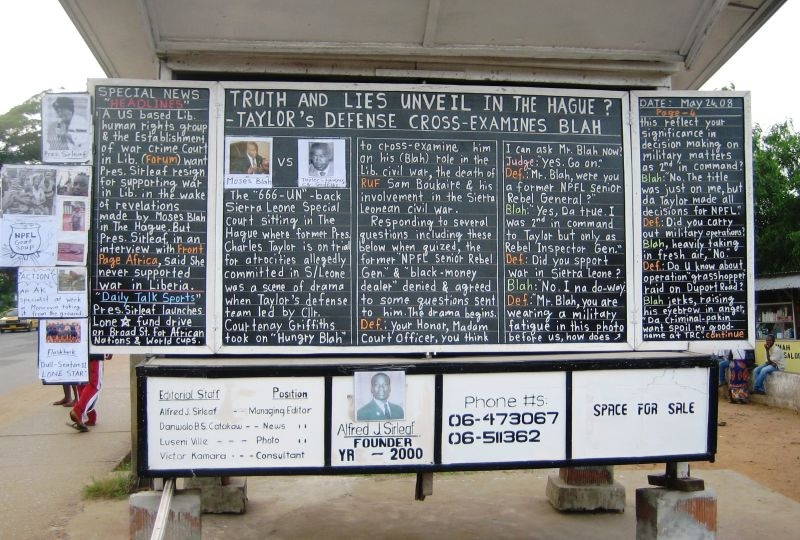 SPECIAL NEWS
"HEADLINES"
A US based Lib.
human rights group
& the Establishment
of war crime Court
in Lib. (Forum) want
Pres. Sirleaf resign
for supporting war
in Lib. in the wake
of revelations
made by Moses Blah
in The Hague. But
Pres. Sirleaf, in an
interview with Front
Page Africa, said She
never supported
war in Liberia.
"Daily Talk Sports"
Pres. Sirleaf launches
Lone ☆ fund drive
on Broad St. for African
Nations & World Cups.
TRUTH AND LIES UNVEIL IN THE HAGUE?
-TAYLOR'S DEFENSE CROSS-EXAMINES BLAH
Moses Blah
VS
The "666-UN"-back
Sierra Leone Special
court sitting in The
Hague where former Pres.
Charles Taylor is on trial
for atrocities allegedly
committed in S/Leone
was a scene of drama
when Taylor's defense
team led by Cllr.
Courtenay Griffiths
took on "Hungry Blah"
to cross-examine him
on his (Blah) role in the
Lib. civil war, the death of
RUF Sam Boukaire & his
involvement in the Sierra
Leonean civil war.
Responding to several
questions including these
below when quized, the
former "NPFL Senior Rebel
Gen." & "black-money
dealer" denied & agreed
to some questions sent
to him. The drama begins.
Def: Your Honor, Madam
Court Officer, do you think
I can ask Mr. Blah now?
Judge: Yes. Go on.
Def: Mr. Blah, were you
a former NPFL Senior
Rebel General?
Blah: Yes, Da true. I
was 2nd in command
to Taylor but only as
Rebel Inspector Gen."
Def: Did you spport
war in Sierra Leone?
Blah: No. I na do-way.
Def: Mr. Blah, you are
wearing a military
fatigue in this photo
before us, how does
DATE: May 24,08
Page-4
this reflect your
significance in
decision making on
military matters
as 2nd in command?
Blah: No. The title
was just on me, but
da Taylor made all
decisions for NPFL.
Def: Did you carry
out military operations?
Blah, heavily taking
in fresh air, 'No.'
Def: Do u know about
operation grasshopper
raid on Duport Road?
Blah jerks, raising
his eyebrow in anger,
"Da Criminal-pekin
want spoil my good
name at TRC. continue
Pres. Sirleaf
NPFL
Goat
SOUP
"ACTION"!
an AK
specialist at work
Flashback
LONE STAR
Editorial Staff Position
Alfred J. Sirleaf -- Managing Editor
Danwolo B.S. Catakaw -- News "
Luseni Ville --- Photo "
Victor Kamara -- Consultant
Alfred J. Sirleaf
FOUNDER
YR - 2000
Phone #s:
06-473067
06-511362
SPACE FOR SALE